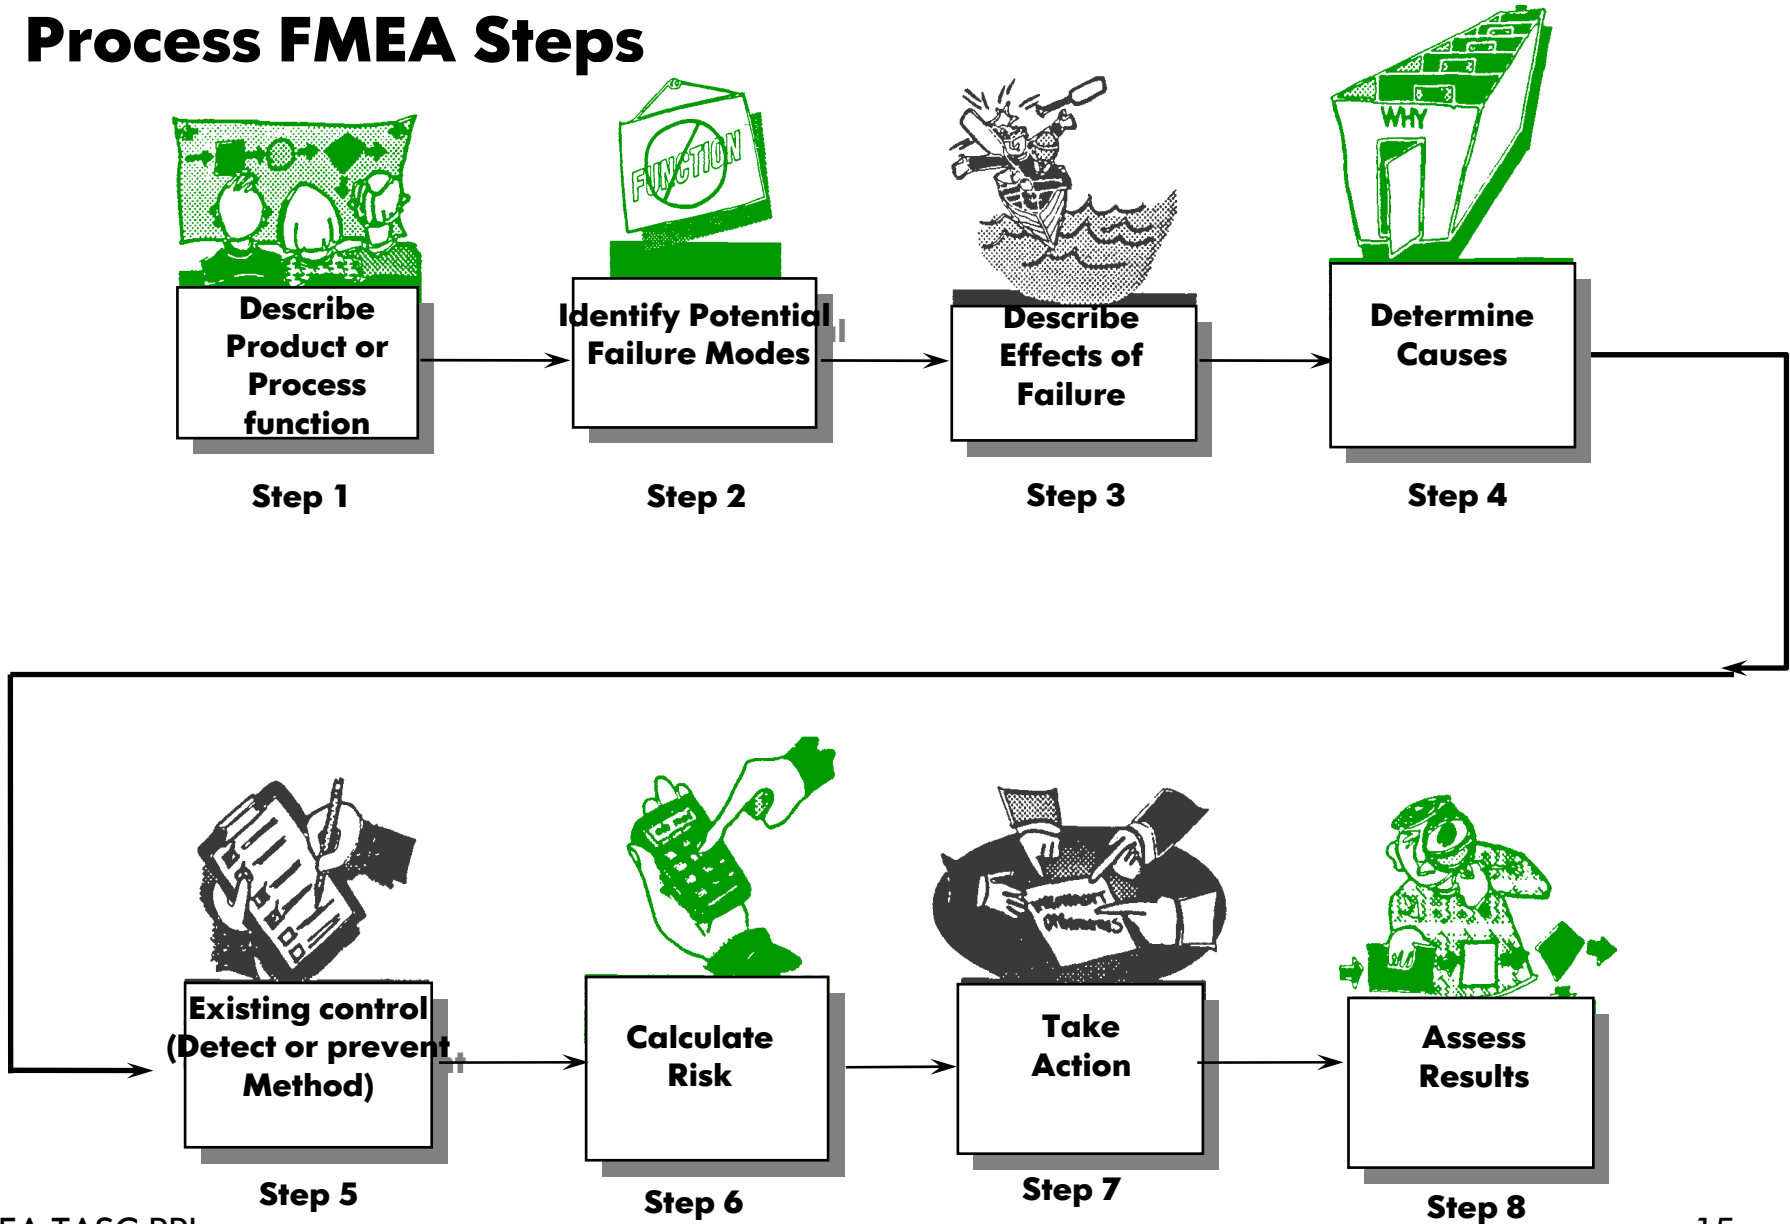 Process FMEA Steps
FUNCTION
WHY
Describe
Product or
Process
function
Identify Potential
Failure Modes
Describe
Effects of
Failure
Determine
Causes
Step 1
Step 2
Step 3
Step 4
Existing control
(Detect or prevent
Method)
Calculate
Risk
Take
Action
Assess
Results
Step 5
Step 6
Step 7
Step 8